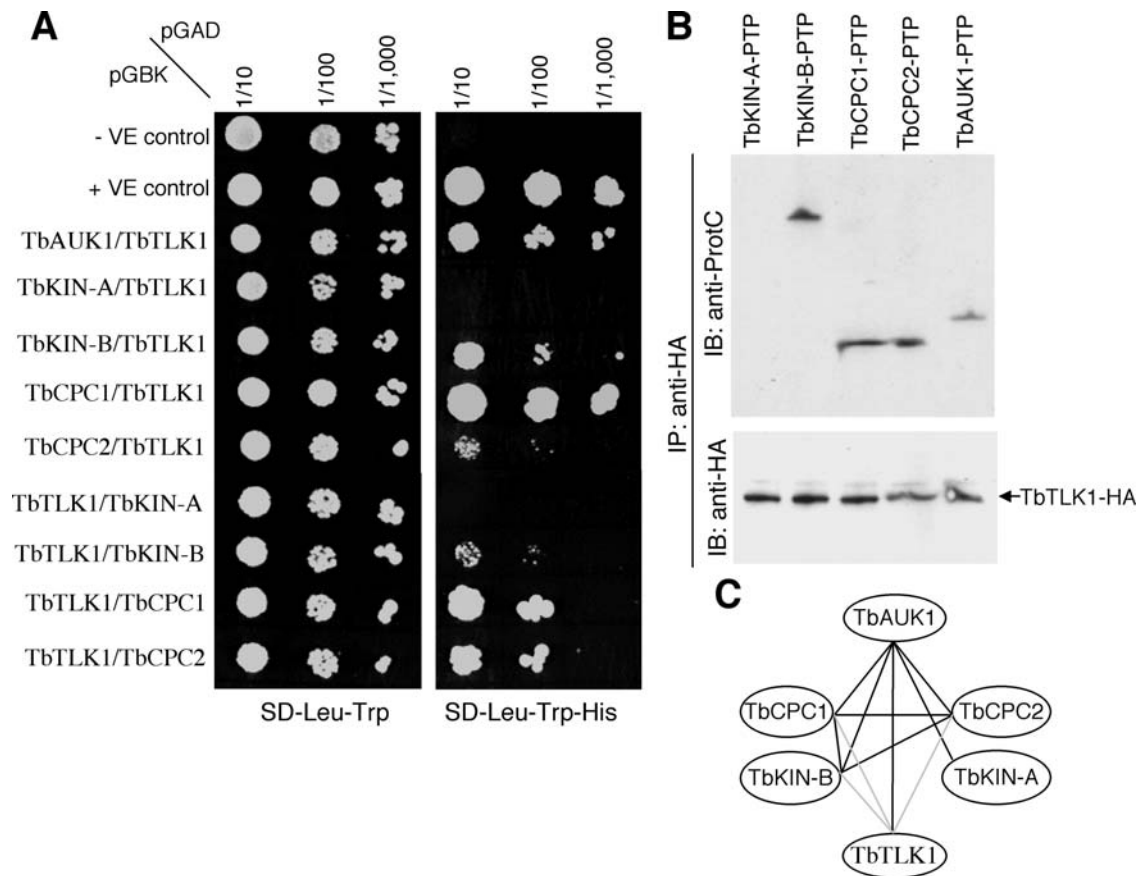 A
pGAD
pGBK
1/10
1/100
1/1,000
1/10
1/100
1/1,000
- VE control
+ VE control
TbAUK1/TbTLK1
TbKIN-A/TbTLK1
TbKIN-B/TbTLK1
TbCPC1/TbTLK1
TbCPC2/TbTLK1
TbTLK1/TbKIN-A
TbTLK1/TbKIN-B
TbTLK1/TbCPC1
TbTLK1/TbCPC2
SD-Leu-Trp
SD-Leu-Trp-His
B
TbKIN-A-PTP
TbKIN-B-PTP
TbCPC1-PTP
TbCPC2-PTP
TbAUK1-PTP
IP: anti-HA
IB: anti-ProtC
IB: anti-HA
TbTLK1-HA
C
TbAUK1
TbCPC1
TbCPC2
TbKIN-B
TbKIN-A
TbTLK1